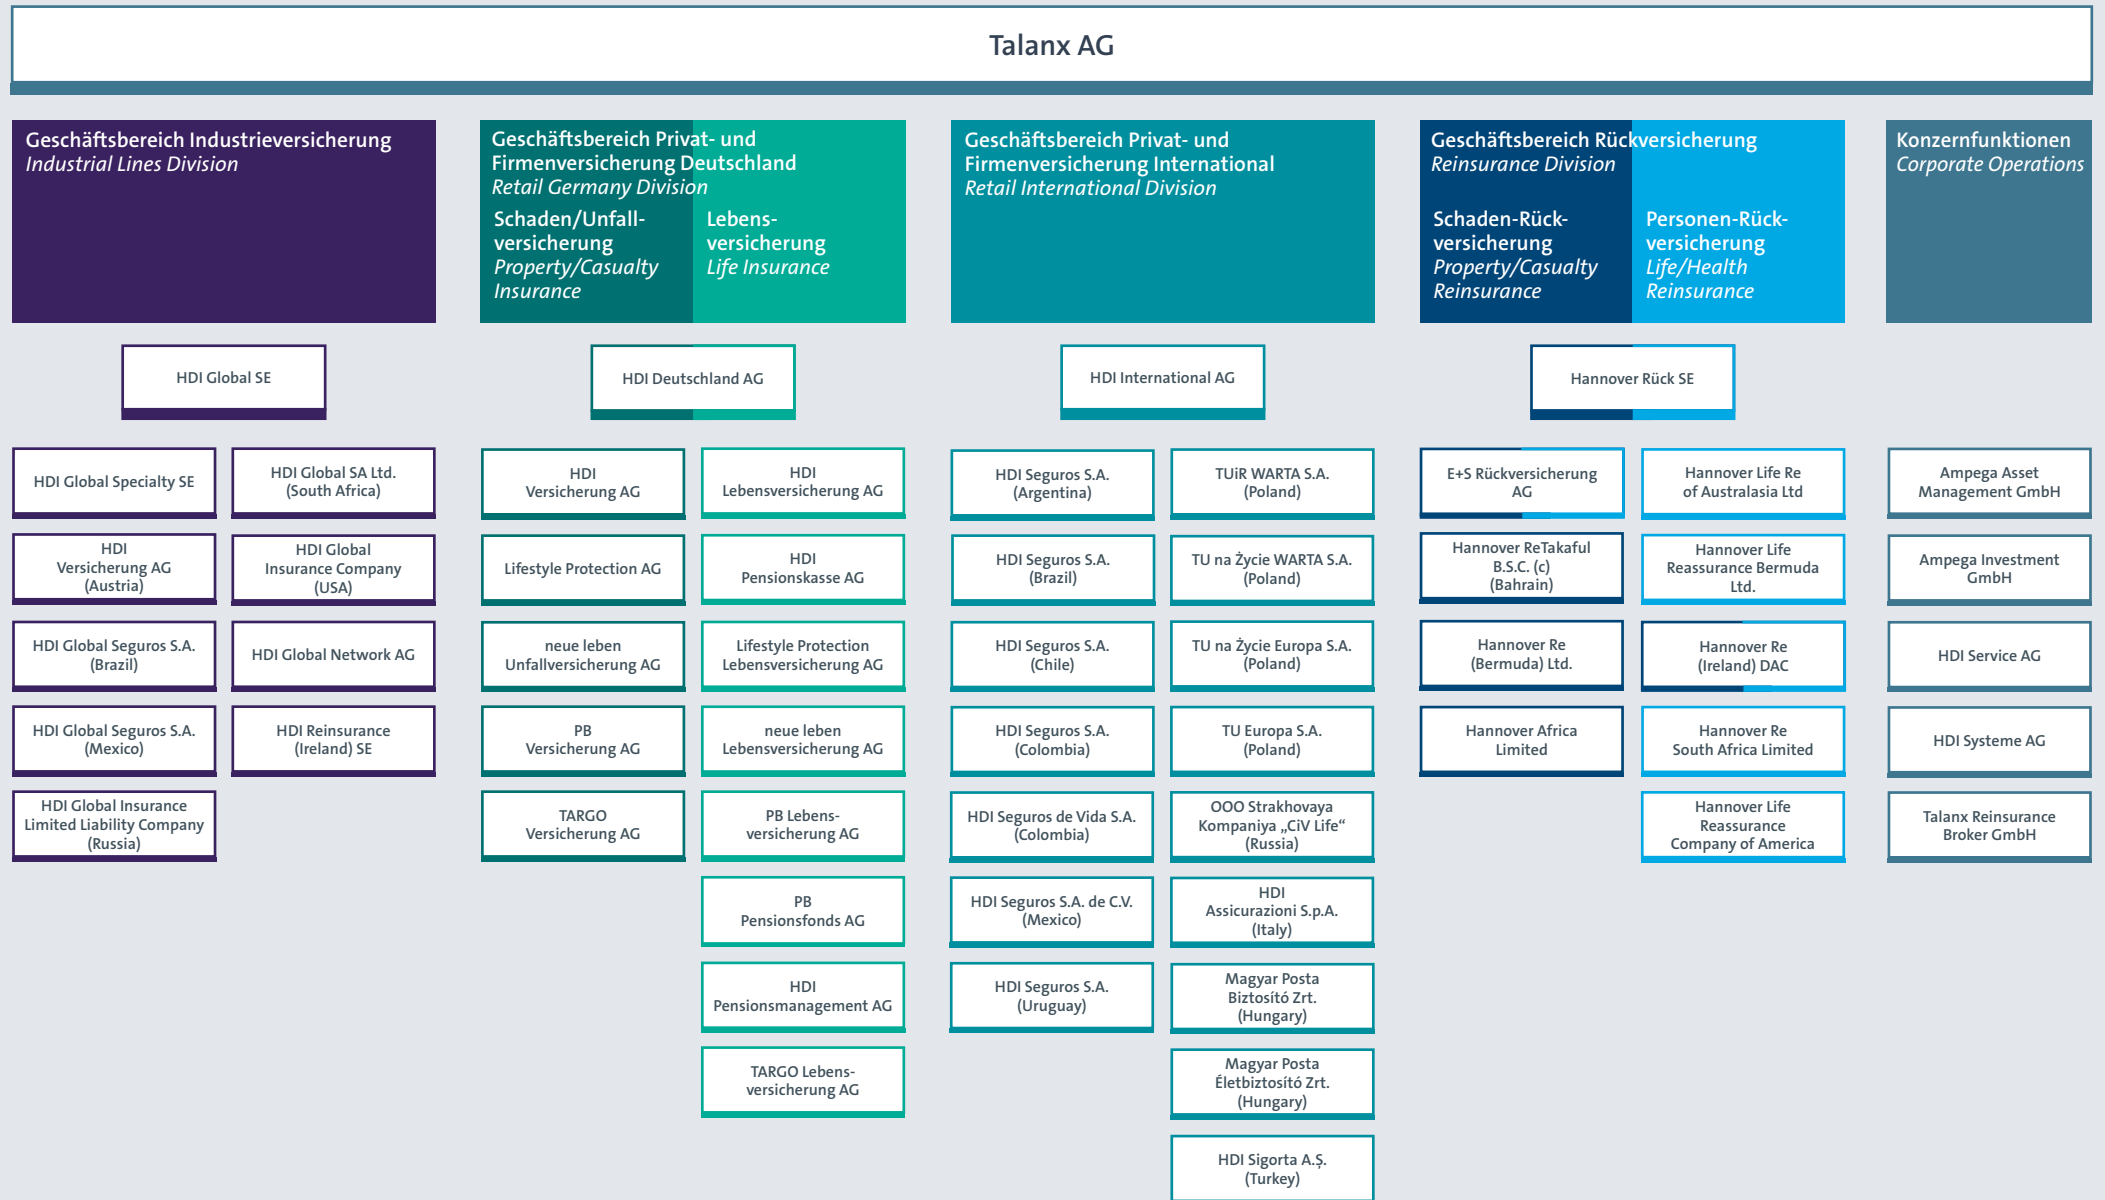 Talanx AG
Geschäftsbereich Industrieversicherung
Industrial Lines Division
Geschäftsbereich Privat- und
Firmenversicherung Deutschland
Retail Germany Division
Schaden/Unfall-
versicherung
Property/Casualty
Insurance
Lebens-
versicherung
Life Insurance
Geschäftsbereich Privat- und
Firmenversicherung International
Retail International Division
Geschäftsbereich Rückversicherung
Reinsurance Division
Schaden-Rück-
versicherung
Property/Casualty
Reinsurance
Personen-Rück-
versicherung
Life/Health
Reinsurance
Konzernfunktionen
Corporate Operations
HDI Global SE
HDI Deutschland AG
HDI International AG
Hannover Rück SE
HDI Global Specialty SE
HDI
Versicherung AG
(Austria)
HDI Global Seguros S.A.
(Brazil)
HDI Global Seguros S.A.
(Mexico)
HDI Global Insurance
Limited Liability Company
(Russia)
HDI Global SA Ltd.
(South Africa)
HDI Global
Insurance Company
(USA)
HDI Global Network AG
HDI Reinsurance
(Ireland) SE
HDI
Versicherung AG
Lifestyle Protection AG
neue leben
Unfallversicherung AG
PB
Versicherung AG
TARGO
Versicherung AG
HDI
Lebensversicherung AG
HDI
Pensionskasse AG
Lifestyle Protection
Lebensversicherung AG
neue leben
Lebensversicherung AG
PB Lebens-
versicherung AG
PB
Pensionsfonds AG
HDI
Pensionsmanagement AG
TARGO Lebens-
versicherung AG
HDI Seguros S.A.
(Argentina)
HDI Seguros S.A.
(Brazil)
HDI Seguros S.A.
(Chile)
HDI Seguros S.A.
(Colombia)
HDI Seguros de Vida S.A.
(Colombia)
HDI Seguros S.A. de C.V.
(Mexico)
HDI Seguros S.A.
(Uruguay)
TUiR WARTA S.A.
(Poland)
TU na Życie WARTA S.A.
(Poland)
TU na Życie Europa S.A.
(Poland)
TU Europa S.A.
(Poland)
OOO Strakhovaya
Kompaniya „CiV Life“
(Russia)
HDI
Assicurazioni S.p.A.
(Italy)
Magyar Posta
Biztosító Zrt.
(Hungary)
Magyar Posta
Életbiztosító Zrt.
(Hungary)
HDI Sigorta A.Ş.
(Turkey)
E+S Rückversicherung
AG
Hannover ReTakaful
B.S.C. (c)
(Bahrain)
Hannover Re
(Bermuda) Ltd.
Hannover Africa
Limited
Hannover Life Re
of Australasia Ltd
Hannover Life
Reassurance Bermuda
Ltd.
Hannover Re
(Ireland) DAC
Hannover Re
South Africa Limited
Hannover Life
Reassurance
Company of America
Ampega Asset
Management GmbH
Ampega Investment
GmbH
HDI Service AG
HDI Systeme AG
Talanx Reinsurance
Broker GmbH